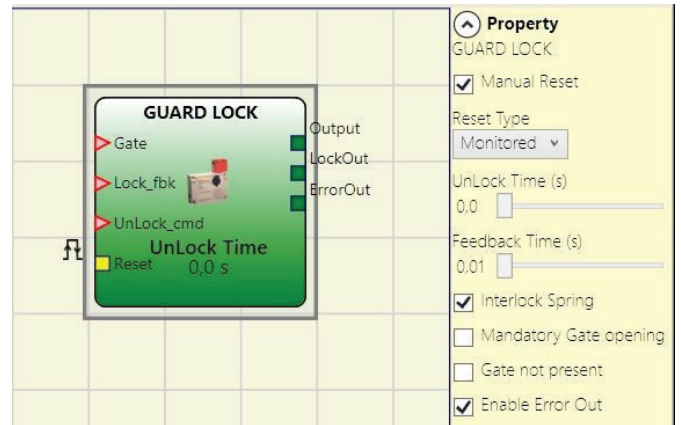 GUARD LOCK
Gate
Lock_fbk
UnLock_cmd
Reset
UnLock Time
0,0 s
Output
LockOut
ErrorOut
Property
GUARD LOCK
Manual Reset
Reset Type
Monitored
UnLock Time (s)
0,0
Feedback Time (s)
0,01
Interlock Spring
Mandatory Gate opening
Gate not present
Enable Error Out